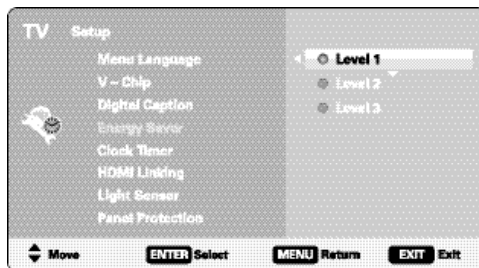 TV Setup
Menu Language
Level 1
V – Chip
Level 2
Digital Caption
Level 3
Energy Saver
Clock Timer
HDMI Linking
Light Sensor
Panel Protection
Move ENTER Select MENU Return EXIT Exit